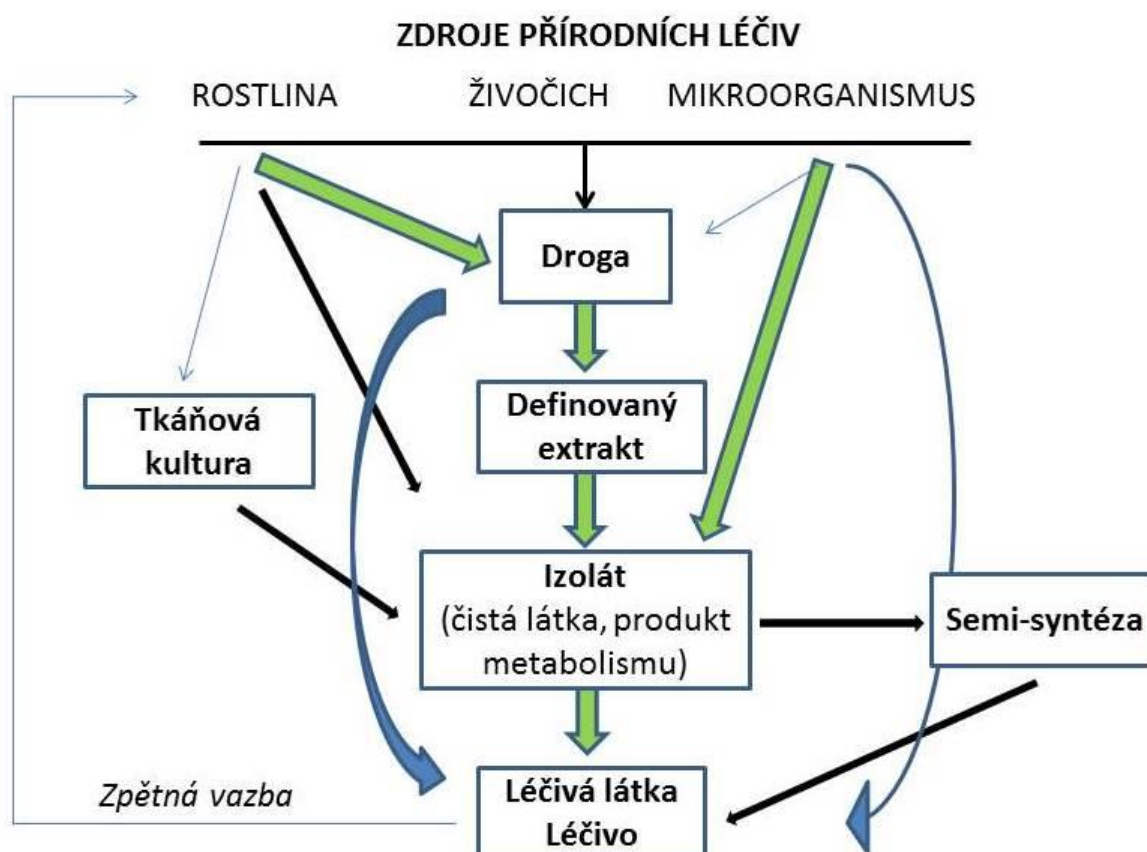 ZDROJE PŘÍRODNÍCH LÉČIV
ROSTLINA ŽIVOČICH MIKROORGANISMUS
Droga
Definovaný
extrakt
Tkáňová
kultura
Izolát
(čistá látka, produkt
metabolismu)
Semi-syntéza
Léčivá látka
Léčivo
Zpětná vazba